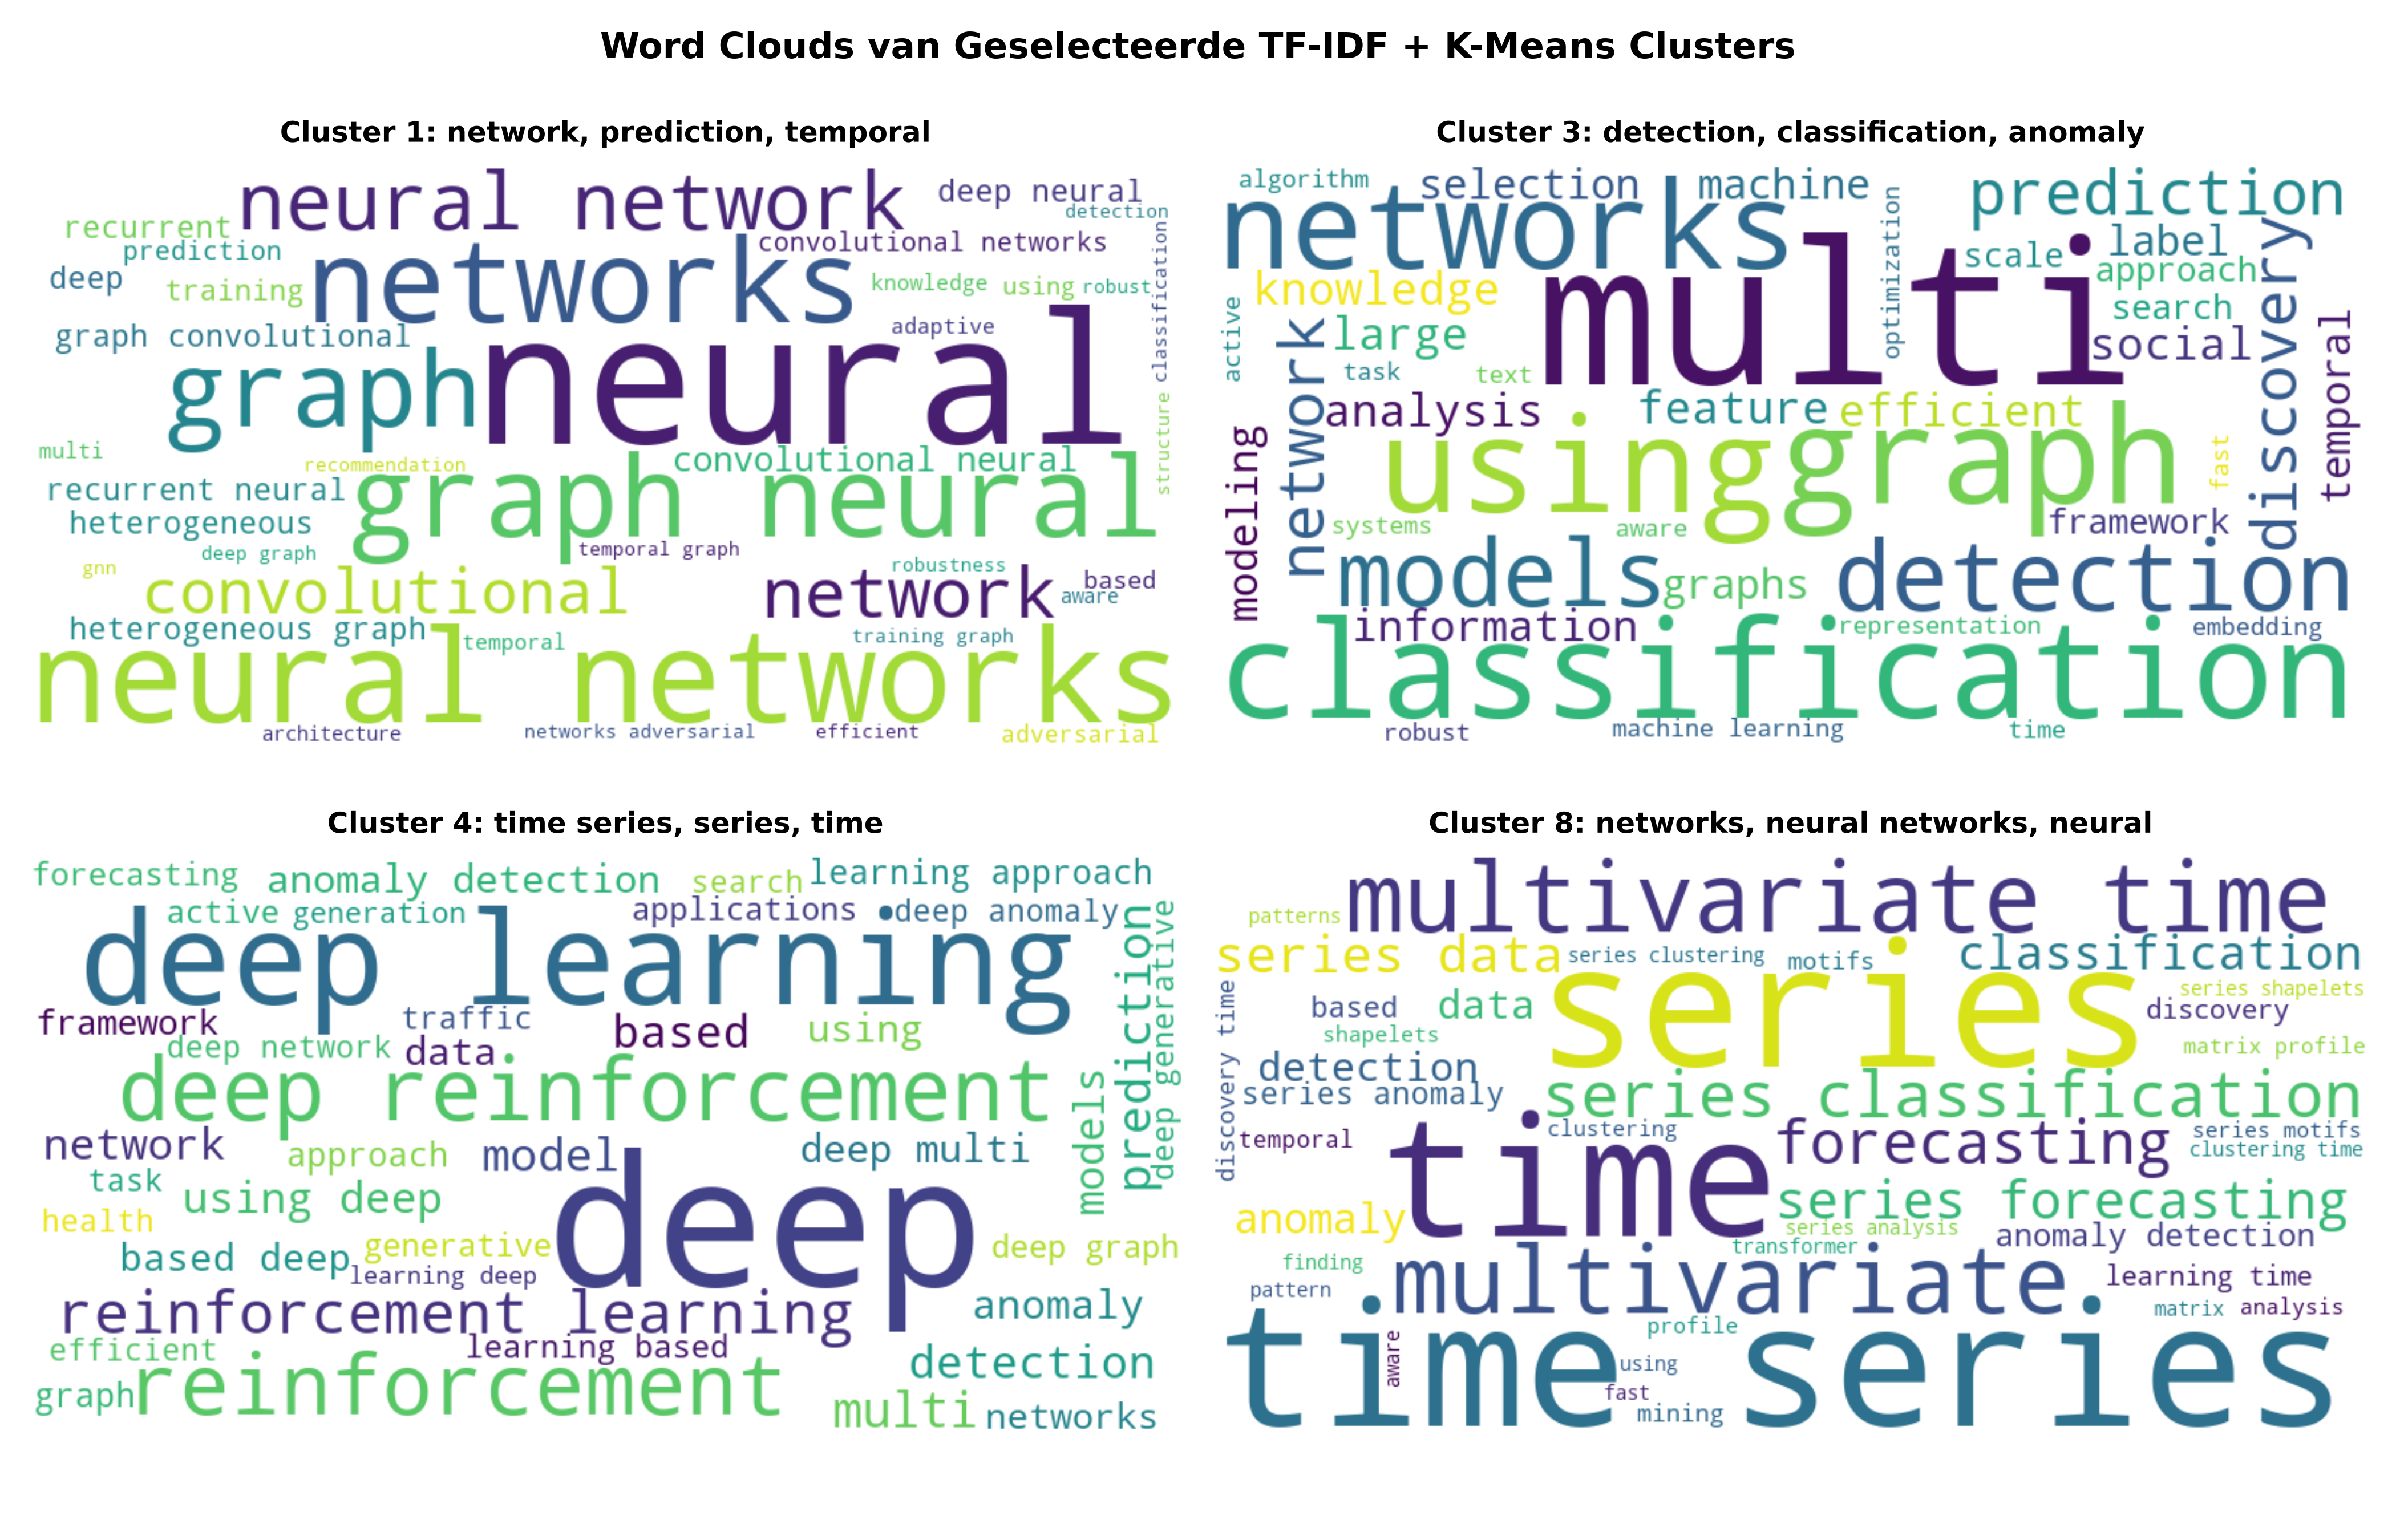 Word Clouds van Geselecteerde TF-IDF + K-Means Clusters
Cluster 1: network, prediction, temporal
neural network
deep neural
detection
recurrent
prediction
convolutional networks
networks
deep
training
knowledge
using
robust
structure classification
graph convolutional
adaptive
neural
graph
multi
recommendation
convolutional neural
recurrent neural
graph neural
heterogeneous
deep graph
temporal graph
gnn
convolutional
robustness
network
based
aware
heterogeneous graph
temporal
training graph
neural networks
architecture
networks adversarial
efficient
adversarial
Cluster 3: detection, classification, anomaly
algorithm
selection
machine
optimization
prediction
networks
multi
scale
label
discovery
knowledge
approach
active
large
search
network
social
temporal
task
text
analysis
feature
efficient
modeling
using
graph
fast
systems
aware
framework
models
graphs
detection
information
representation
embedding
classification
robust
machine learning
time
Cluster 4: time series, series, time
forecasting
anomaly detection
search
learning approach
active
generation
applications
deep anomaly
deep learning
prediction
deep generative
framework
traffic
based
using
deep network
data
deep reinforcement
models
network
approach
model
deep multi
task
using deep
health
deep
based deep
generative
deep graph
learning deep
reinforcement learning
anomaly
efficient
learning based
detection
graph
reinforcement
multi
networks
Cluster 8: networks, neural networks, neural
multivariate time
patterns
series data
series clustering
motifs
classification
series
discovery time
based
data
series shapelets
discovery
shapelets
matrix profile
detection
series anomaly
series classification
temporal
clustering
time
forecasting
series motifs
clustering time
series forecasting
anomaly
series analysis
anomaly detection
finding
transformer
pattern
multivariate
learning time
matrix
analysis
profile
time series
aware
using
fast
mining